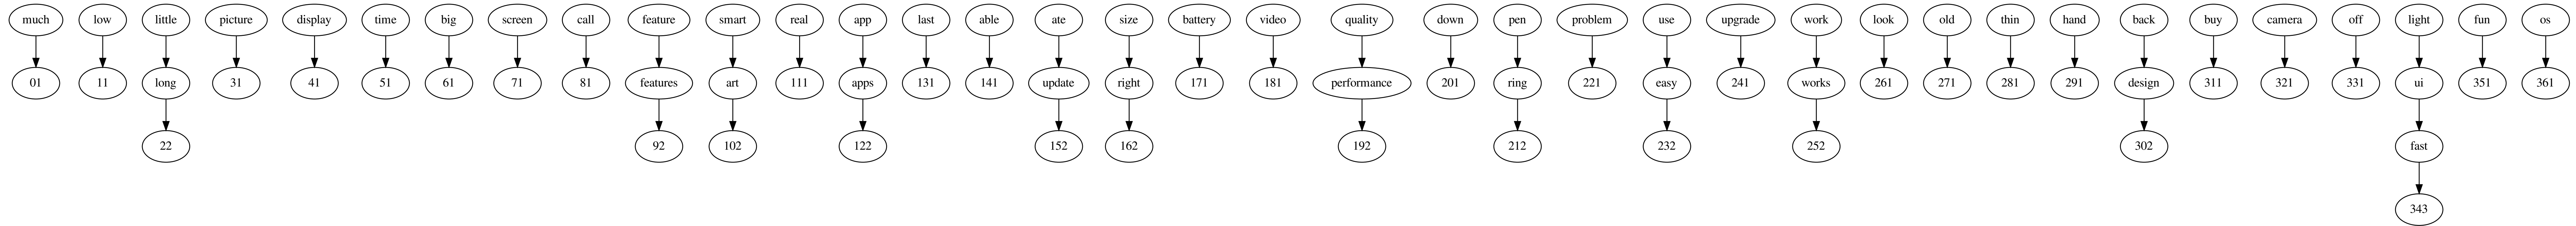 much low little picture display time big screen call feature smart real app last able ate size battery video quality down pen problem use upgrade work look old thin hand back buy camera off light fun os
01 11 long 31 41 51 61 71 81 features art 111 apps 131 141 update right 171 181 performance 201 ring 221 easy 241 works 261 271 281 291 design 311 321 331 ui 351 361
22 92 102 122 152 162 192 212 232 252 302 fast
343